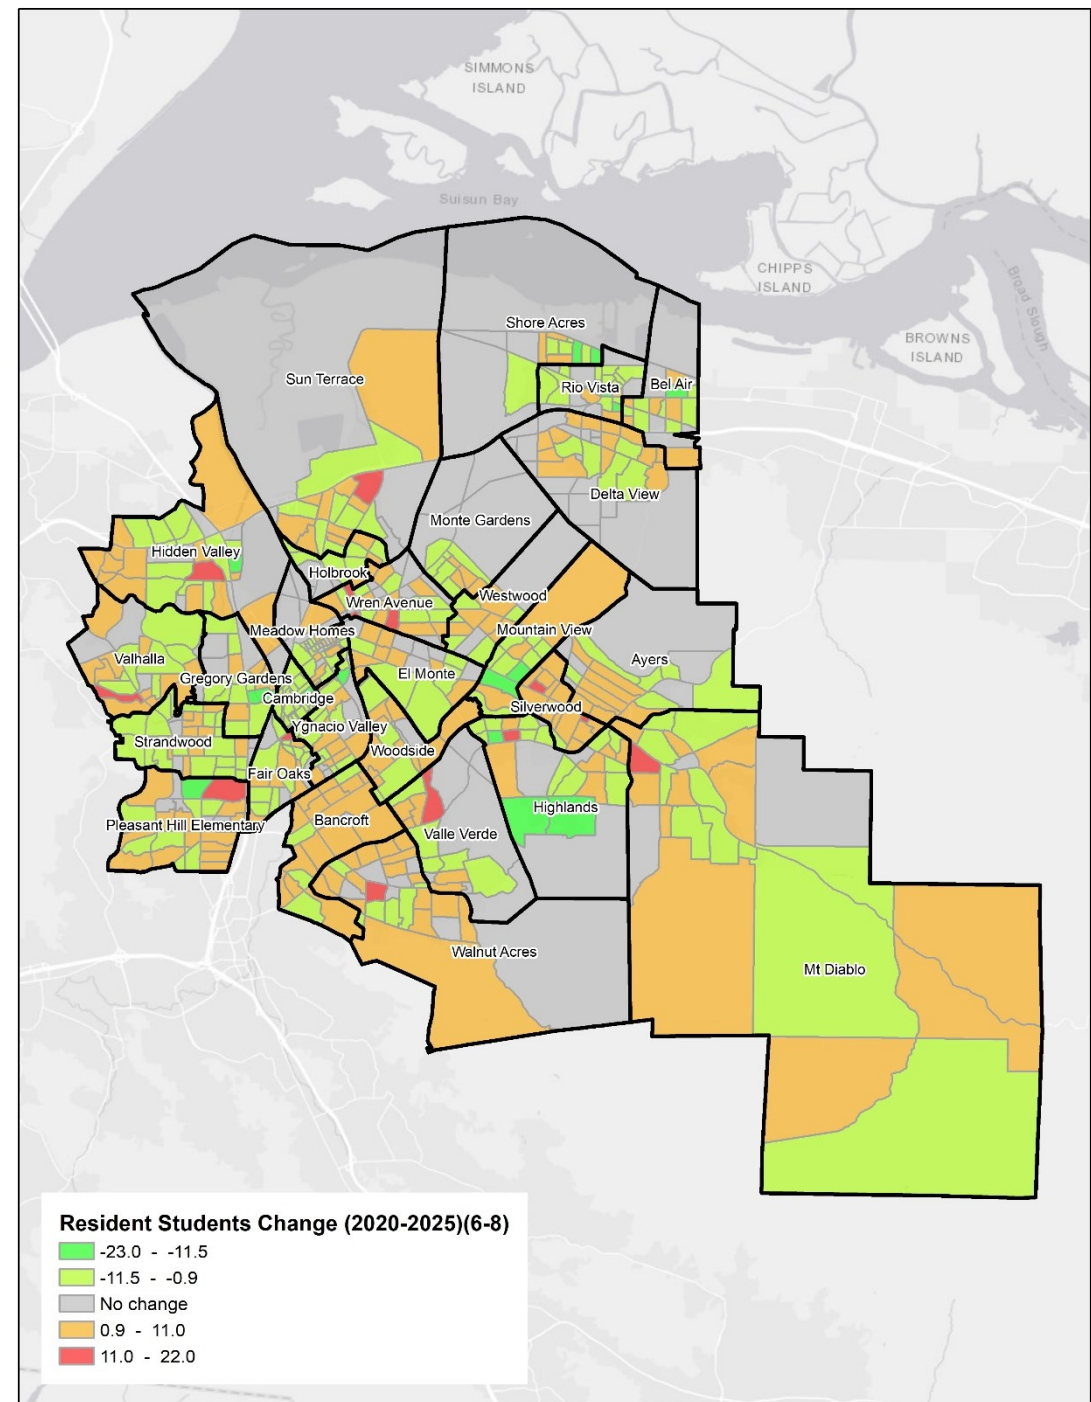 SIMMONS
ISLAND
Suisun Bay
CHIPPS
ISLAND
Broad Slough
BROWNS
ISLAND
Shore Acres
Sun Terrace
Rio Vista
Bel Air
Delta View
Monte Gardens
Hidden Valley
Holbrook
Westwood
Wren Avenue
Meadow Homes
Mountain View
Valhalla
Ayers
El Monte
Gregory Gardens
Cambridge
Silverwood
Ygnacio Valley
Strandwood
Woodside
Fair Oaks
Highlands
Pleasant Hill Elementary
Bancroft
Valle Verde
Walnut Acres
Mt Diablo
Resident Students Change (2020-2025)(6-8)
-23.0 - -11.5
-11.5 - -0.9
No change
0.9 - 11.0
11.0 - 22.0